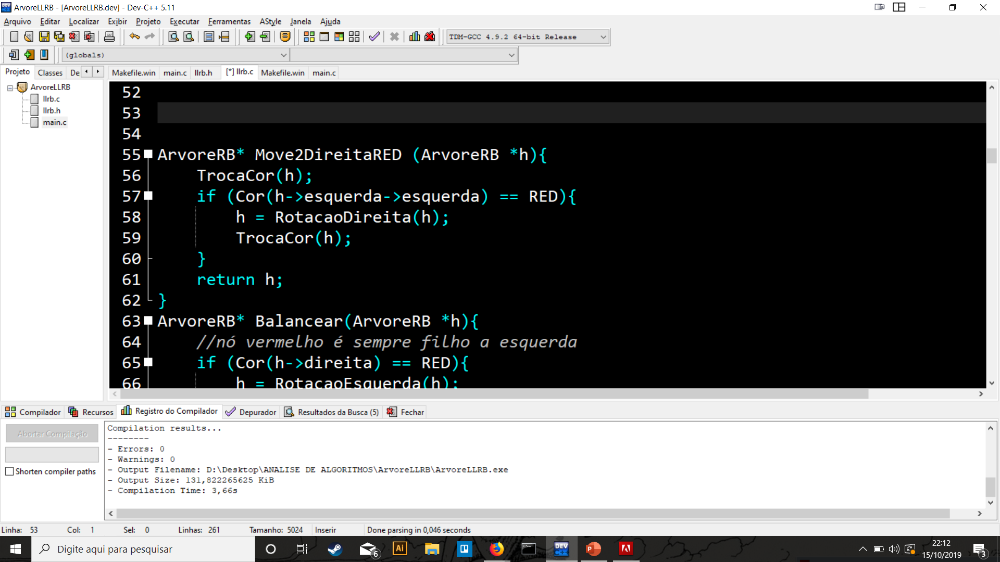 ArvoreLLRB - [ArvoreLLRB.dev] - Dev-C++ 5.11
Arquivo Editar Localizar Exibir Projeto Executar Ferramentas AStyle Janela Ajuda
TDM-GCC 4.9.2 64-bit Release
(globals)
Projeto Classes De Makefile.win main.c llrb.h [*] llrb.c Makefile.win main.c
ArvoreLLRB
llrb.c
llrb.h
main.c
52
53
54
55 ArvoreRB* Move2DireitaRED (ArvoreRB *h){
56 TrocaCor(h);
57 if (Cor(h->esquerda->esquerda) == RED){
58 h = RotacaoDireita(h);
59 TrocaCor(h);
60 }
61 return h;
62 }
63 ArvoreRB* Balancear(ArvoreRB *h){
64 //nó vermelho é sempre filho a esquerda
65 if (Cor(h->direita) == RED){
66 h = RotacaoEsquerda(h);
Compilador Recursos Registro do Compilador Depurador Resultados da Busca (5) Fechar
Abortar Compilação
Shorten compiler paths
Compilation results...
--------
- Errors: 0
- Warnings: 0
- Output Filename: D:\Desktop\ANALISE DE ALGORITMOS\ArvoreLLRB\ArvoreLLRB.exe
- Output Size: 131,822265625 KiB
- Compilation Time: 3,66s
Linha: 53 Col: 1 Sel: 0 Linhas: 261 Tamanho: 5024 Inserir Done parsing in 0,046 seconds
Digite aqui para pesquisar
6
Ai
DEV
P
22:12
15/10/2019
3